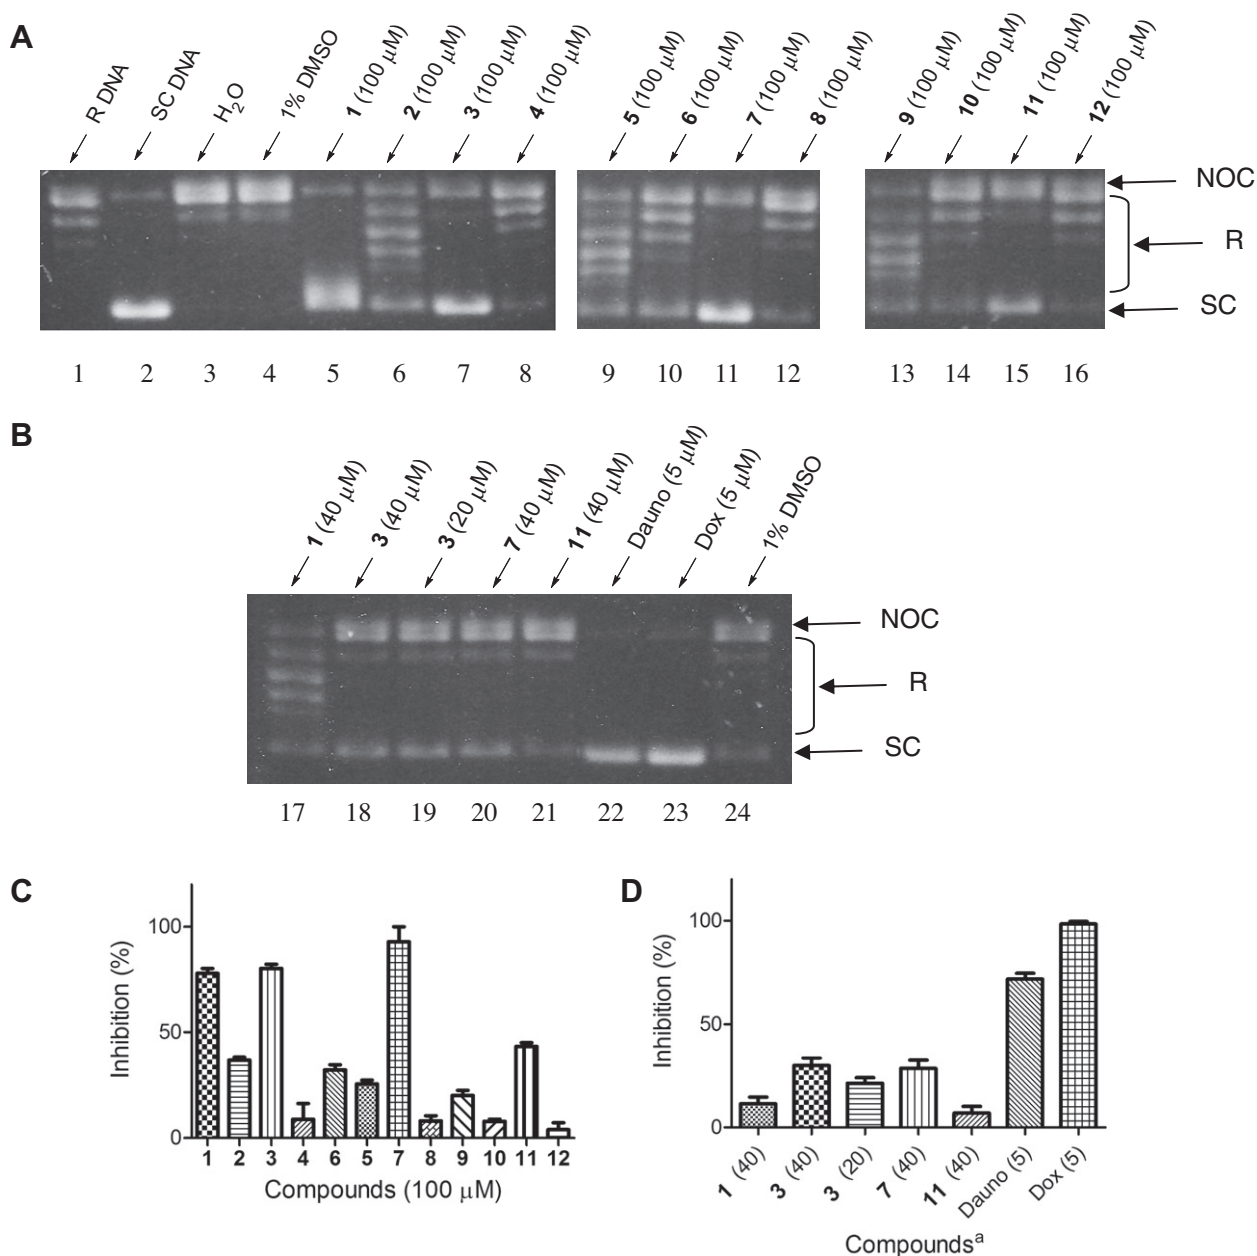 A
R DNA
SC DNA
H2O
1% DMSO
1 (100 μM)
2 (100 μM)
3 (100 μM)
4 (100 μM)
5 (100 μM)
6 (100 μM)
7 (100 μM)
8 (100 μM)
9 (100 μM)
10 (100 μM)
11 (100 μM)
12 (100 μM)
NOC
R
SC
1 2 3 4 5 6 7 8 9 10 11 12 13 14 15 16
B
1 (40 μM)
3 (40 μM)
3 (20 μM)
7 (40 μM)
11 (40 μM)
Dauno (5 μM)
Dox (5 μM)
1% DMSO
NOC
R
SC
17 18 19 20 21 22 23 24
C
Inhibition (%)
100
50
0
1 2 3 4 6 5 7 8 9 10 11 12
Compounds (100 μM)
D
Inhibition (%)
100
50
0
1 (40)
3 (40)
3 (20)
7 (40)
11 (40)
Dauno (5)
Dox (5)
Compoundsa